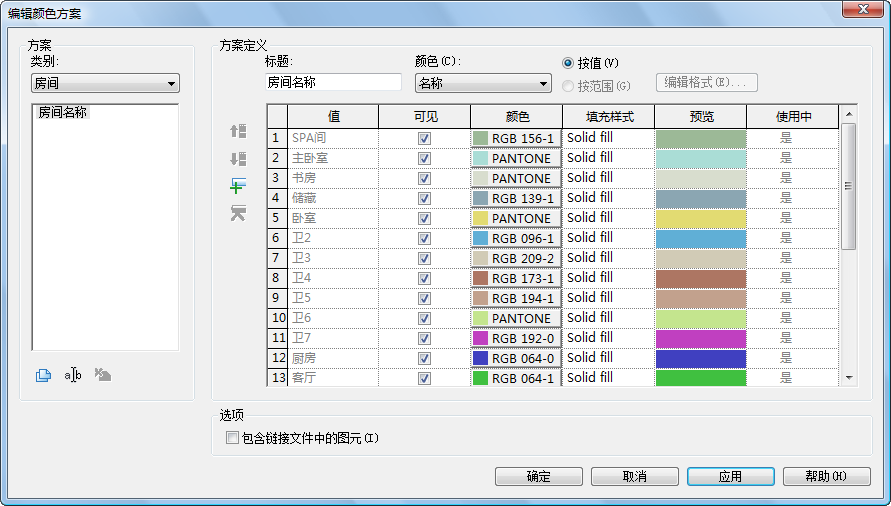 编辑颜色方案
方案
类别:
房间
房间名称
方案定义
标题:
房间名称
颜色(C):
名称
按值(V)
按范围(G)
编辑格式(E)...
值 可见 颜色 填充样式 预览 使用中
1 SPA间 RGB 156-1 Solid fill 是
2 主卧室 PANTONE Solid fill 是
3 书房 PANTONE Solid fill 是
4 储藏 RGB 139-1 Solid fill 是
5 卧室 PANTONE Solid fill 是
6 卫2 RGB 096-1 Solid fill 是
7 卫3 RGB 209-2 Solid fill 是
8 卫4 RGB 173-1 Solid fill 是
9 卫5 RGB 194-1 Solid fill 是
10 卫6 PANTONE Solid fill 是
11 卫7 RGB 192-0 Solid fill 是
12 厨房 RGB 064-0 Solid fill 是
13 客厅 RGB 064-1 Solid fill 是
ab
选项
包含链接文件中的图元(I)
确定 取消 应用 帮助(H)